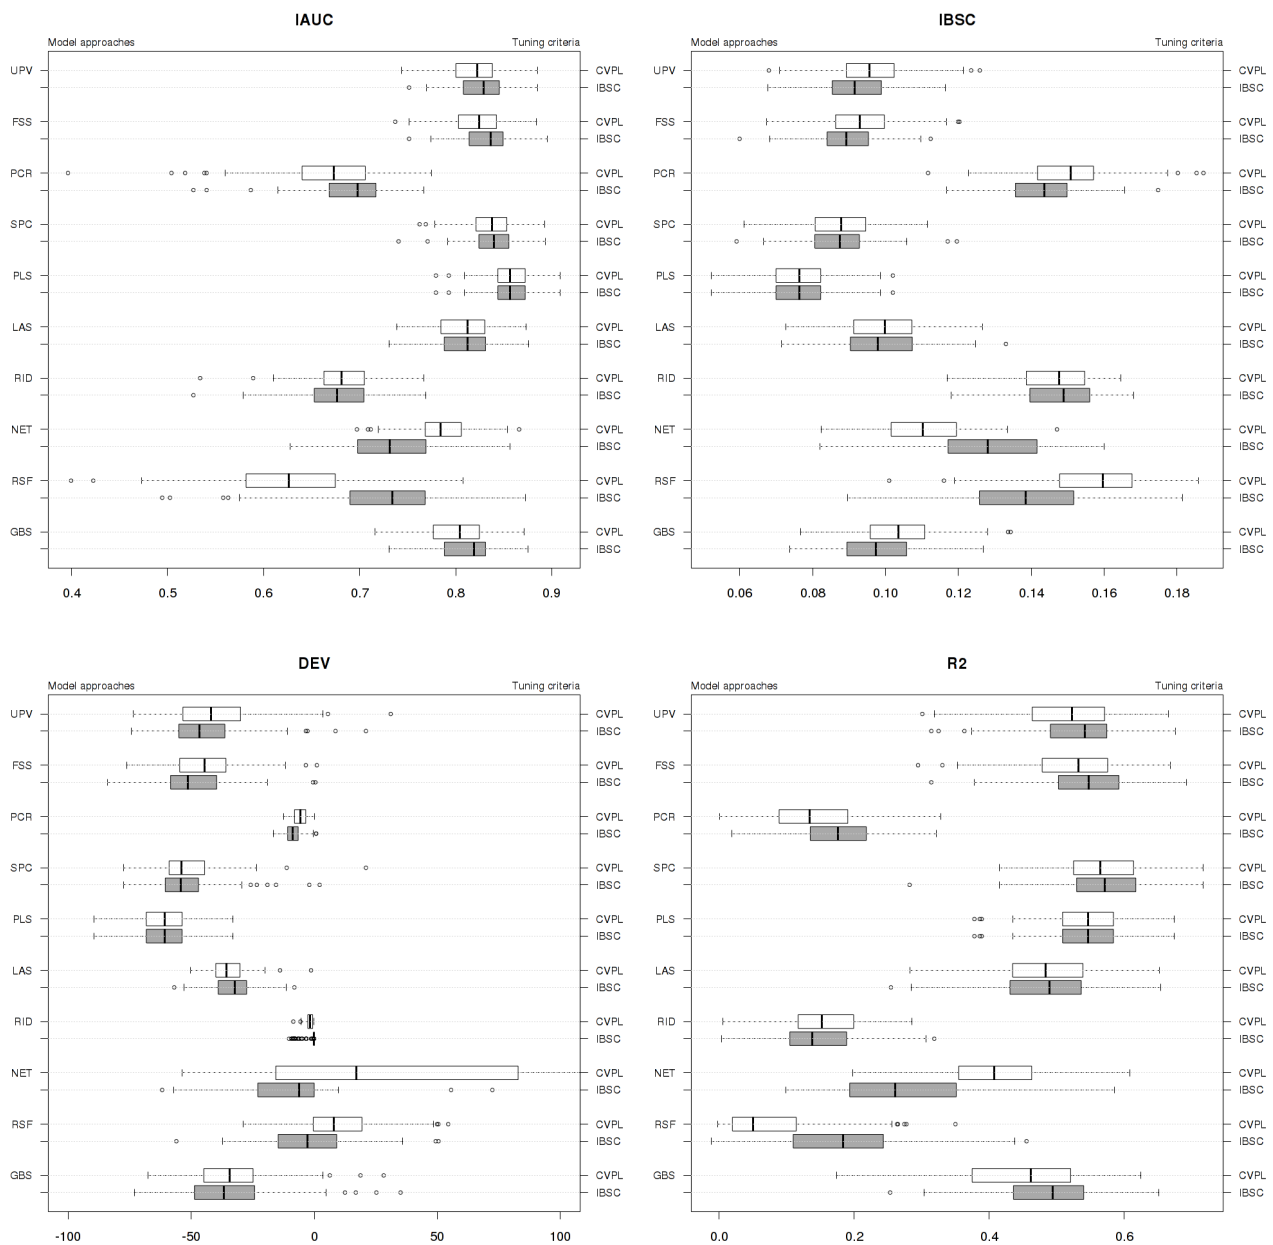 IAUC
Model approaches Tuning criteria
UPV CVPL
IBSC
FSS CVPL
IBSC
PCR CVPL
IBSC
SPC CVPL
IBSC
PLS CVPL
IBSC
LAS CVPL
IBSC
RID CVPL
IBSC
NET CVPL
IBSC
RSF CVPL
IBSC
GBS CVPL
IBSC
0.4 0.5 0.6 0.7 0.8 0.9
IBSC
Model approaches Tuning criteria
UPV CVPL
IBSC
FSS CVPL
IBSC
PCR CVPL
IBSC
SPC CVPL
IBSC
PLS CVPL
IBSC
LAS CVPL
IBSC
RID CVPL
IBSC
NET CVPL
IBSC
RSF CVPL
IBSC
GBS CVPL
IBSC
0.06 0.08 0.10 0.12 0.14 0.16 0.18
DEV
Model approaches Tuning criteria
UPV CVPL
IBSC
FSS CVPL
IBSC
PCR CVPL
IBSC
SPC CVPL
IBSC
PLS CVPL
IBSC
LAS CVPL
IBSC
RID CVPL
IBSC
NET CVPL
IBSC
RSF CVPL
IBSC
GBS CVPL
IBSC
-100 -50 0 50 100
R2
Model approaches Tuning criteria
UPV CVPL
IBSC
FSS CVPL
IBSC
PCR CVPL
IBSC
SPC CVPL
IBSC
PLS CVPL
IBSC
LAS CVPL
IBSC
RID CVPL
IBSC
NET CVPL
IBSC
RSF CVPL
IBSC
GBS CVPL
IBSC
0.0 0.2 0.4 0.6